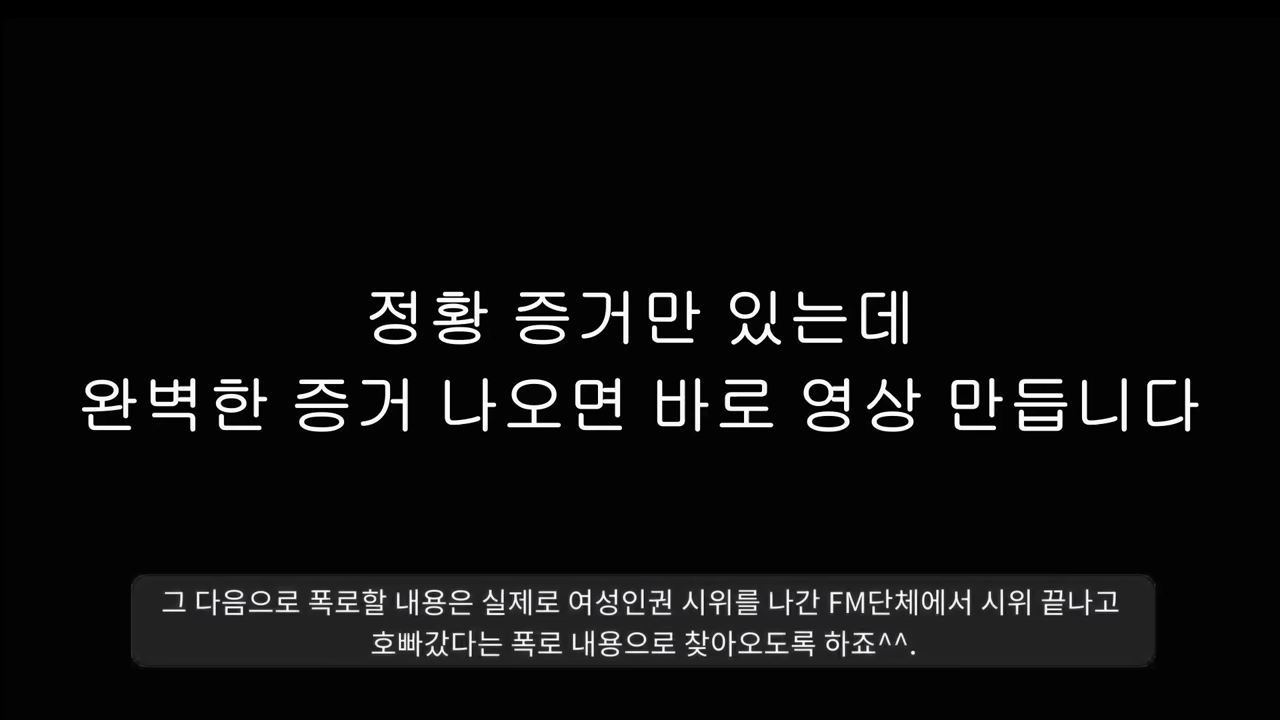 정황 증거만 있는데
완벽한 증거 나오면 바로 영상 만듭니다
그 다음으로 폭로할 내용은 실제로 여성인권 시위를 나간 FM단체에서 시위 끝나고
호빠갔다는 폭로 내용으로 찾아오도록 하죠^^.